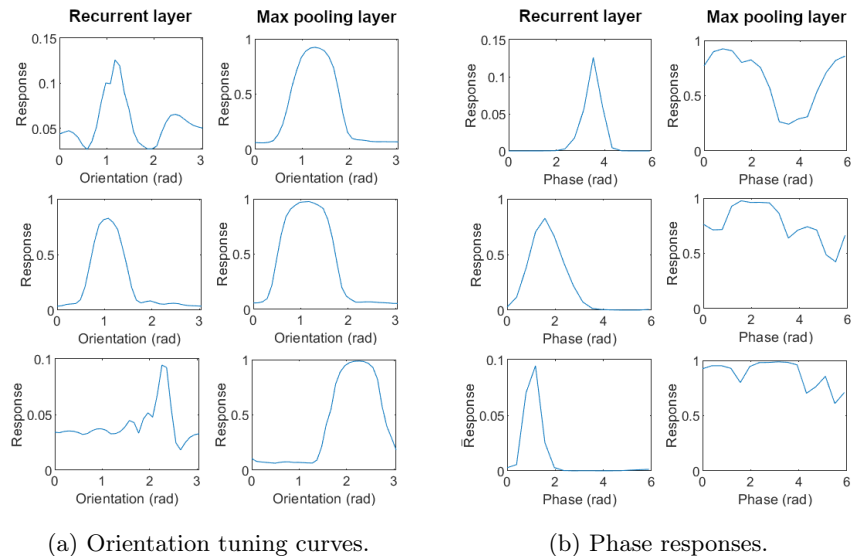 Recurrent layer Max pooling layer Recurrent layer Max pooling layer
0.15 1 0.15 1
0.1 0.1
0.5 0.5
0.05 0.05
0 0 0
Response Response Response Response
0 1 2 3 0 1 2 3 0 2 4 6 0 2 4 6
Orientation (rad) Orientation (rad) Phase (rad) Phase (rad)
1 1 1 1
0.5 0.5 0.5 0.5
0 0 0 0
Response Response Response Response
0 1 2 3 0 1 2 3 0 2 4 6 0 2 4 6
Orientation (rad) Orientation (rad) Phase (rad) Phase (rad)
0.1 1 0.1 1
0.05 0.5 0.05 0.5
0 0 0 0
Response Response Response Response
0 1 2 3 0 1 2 3 0 2 4 6 0 2 4 6
Orientation (rad) Orientation (rad) Phase (rad) Phase (rad)
(a) Orientation tuning curves. (b) Phase responses.